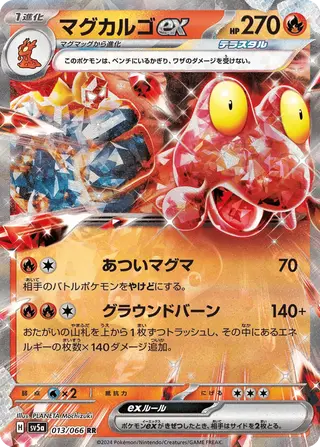 1進化 マグカルゴex HP270
マグマッグから進化 テラスタル
このポケモンは、ベンチにいるかぎり、ワザのダメージを受けない。
あついマグマ 70
相手のバトルポケモンをやけどにする。
グラウンドバーン 140+
おたがいの山札を上から1枚ずつトラッシュし、その中にあるエネルギーの枚数×140ダメージ追加。
弱点 ×2 抵抗力 にげる
Illus. PLANETA Mochizuki
H sv5a 013/066 RR
exルール
ポケモンexがきぜつしたとき、相手はサイドを2枚とる。
©2024 Pokémon/Nintendo/Creatures/GAME FREAK